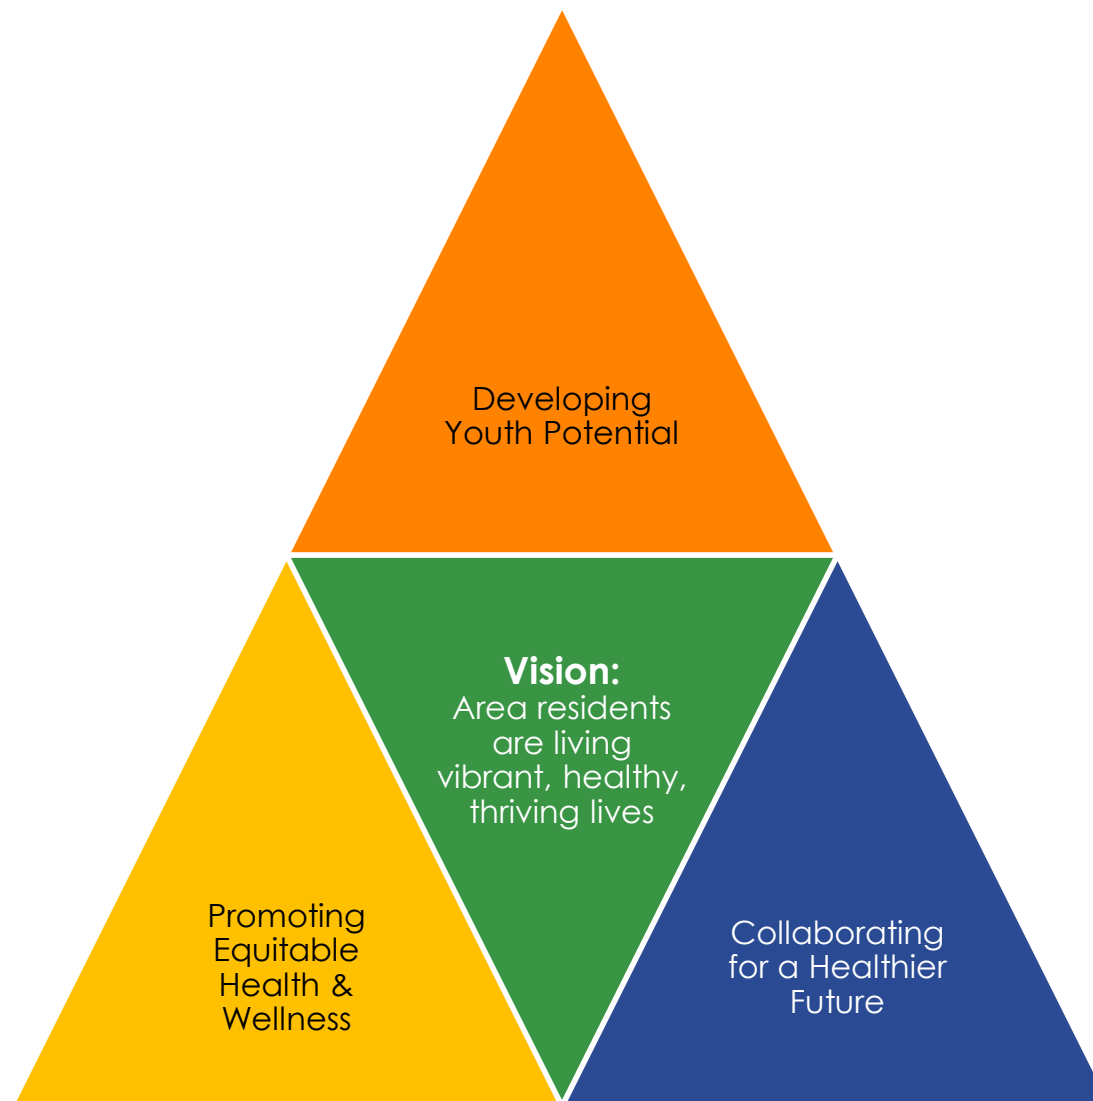 Developing
Youth Potential
Vision:
Area residents
are living
vibrant, healthy,
thriving lives
Promoting
Equitable
Health &
Wellness
Collaborating
for a Healthier
Future